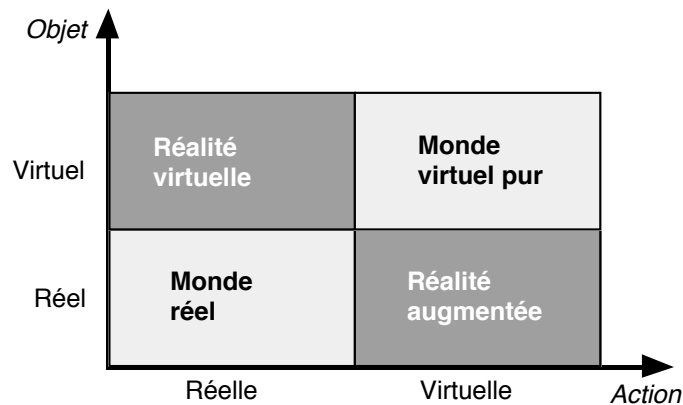 Objet
Virtuel
Réalité
virtuelle
Monde
virtuel pur
Réel
Monde
réel
Réalité
augmentée
Réelle
Virtuelle
Action